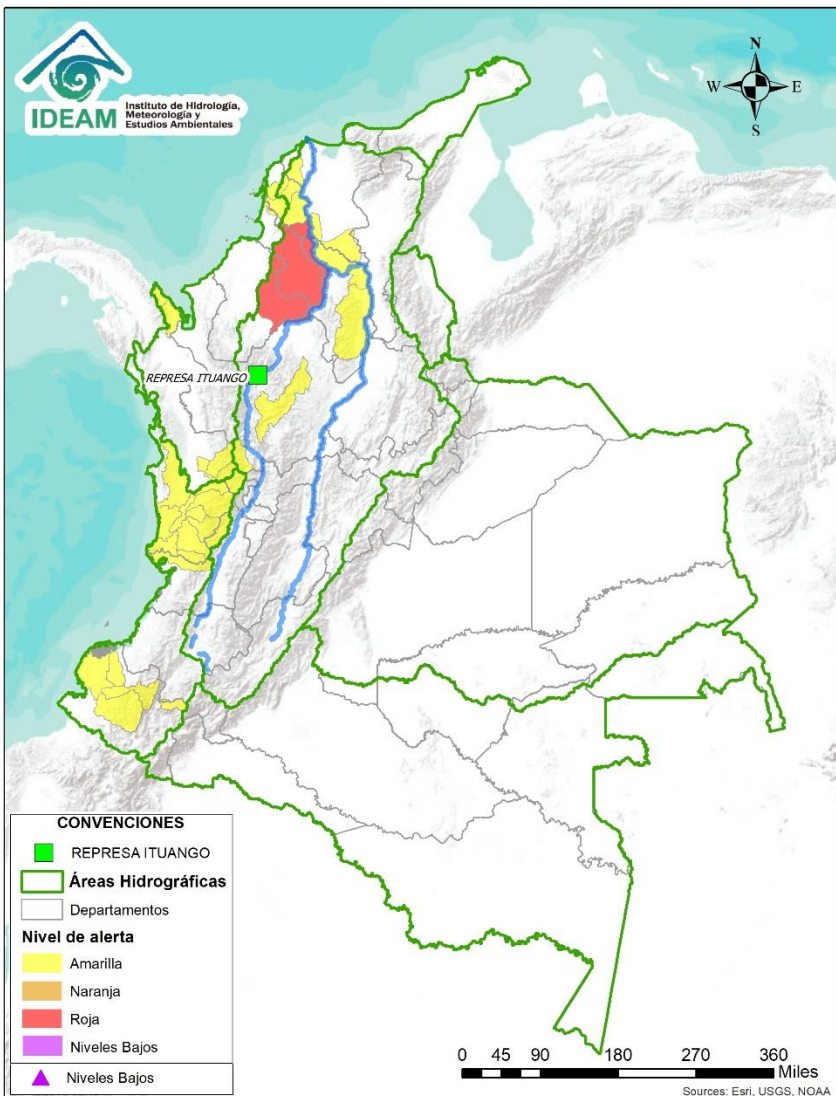 IDEAM
Instituto de Hidrología,
Meteorología y
Estudios Ambientales
N
W
E
S
REPRESA ITUANGO
CONVENCIONES
REPRESA ITUANGO
Áreas Hidrográficas
Departamentos
Nivel de alerta
Amarilla
Naranja
Roja
Niveles Bajos
Niveles Bajos
0 45 90 180 270 360
Miles
Sources: Esri, USGS, NOAA